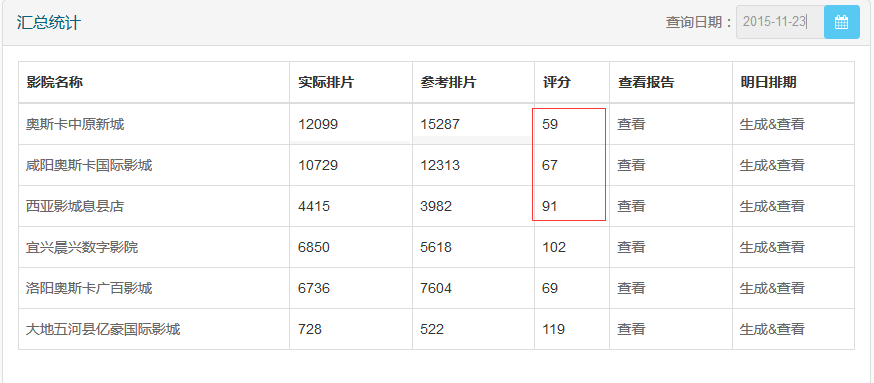 汇总统计 查询日期：2015-11-23
影院名称 实际排片 参考排片 评分 查看报告 明日排期
奥斯卡中原新城 12099 15287 59 查看 生成&查看
咸阳奥斯卡国际影城 10729 12313 67 查看 生成&查看
西亚影城息县店 4415 3982 91 查看 生成&查看
宜兴晨兴数字影院 6850 5618 102 查看 生成&查看
洛阳奥斯卡广百影城 6736 7604 69 查看 生成&查看
大地五河县亿豪国际影城 728 522 119 查看 生成&查看